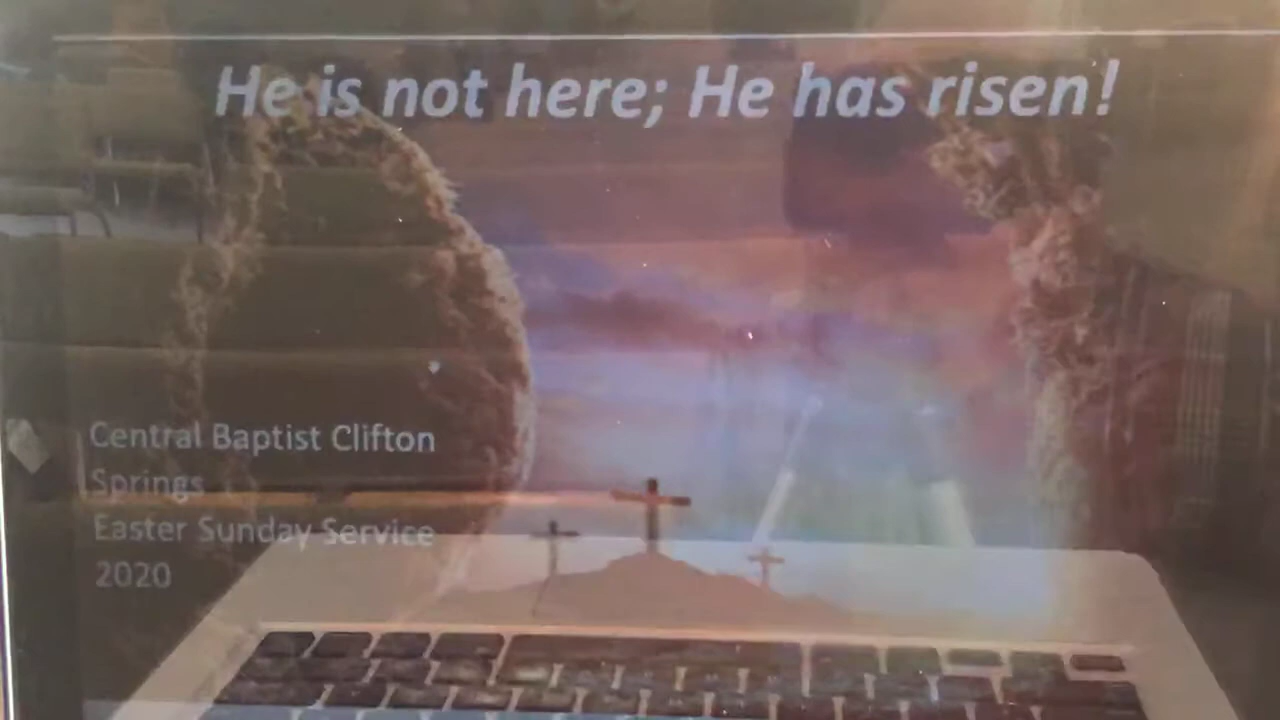 He is not here; He has risen!
Central Baptist Clifton
Springs
Easter Sunday Service
2020